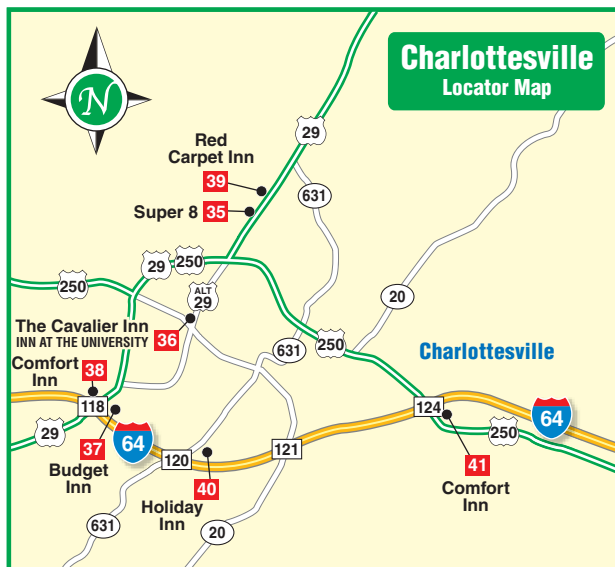 Charlottesville
Locator Map
N
29
Red
Carpet Inn
39
631
Super 8 35
29
250
250
ALT
29
20
The Cavalier Inn
INN AT THE UNIVERSITY
36
631
250
Charlottesville
Comfort
Inn
38
118
124
64
29
37
64
250
Budget
Inn
120
121
41
Comfort
Inn
40
Holiday
Inn
631
20